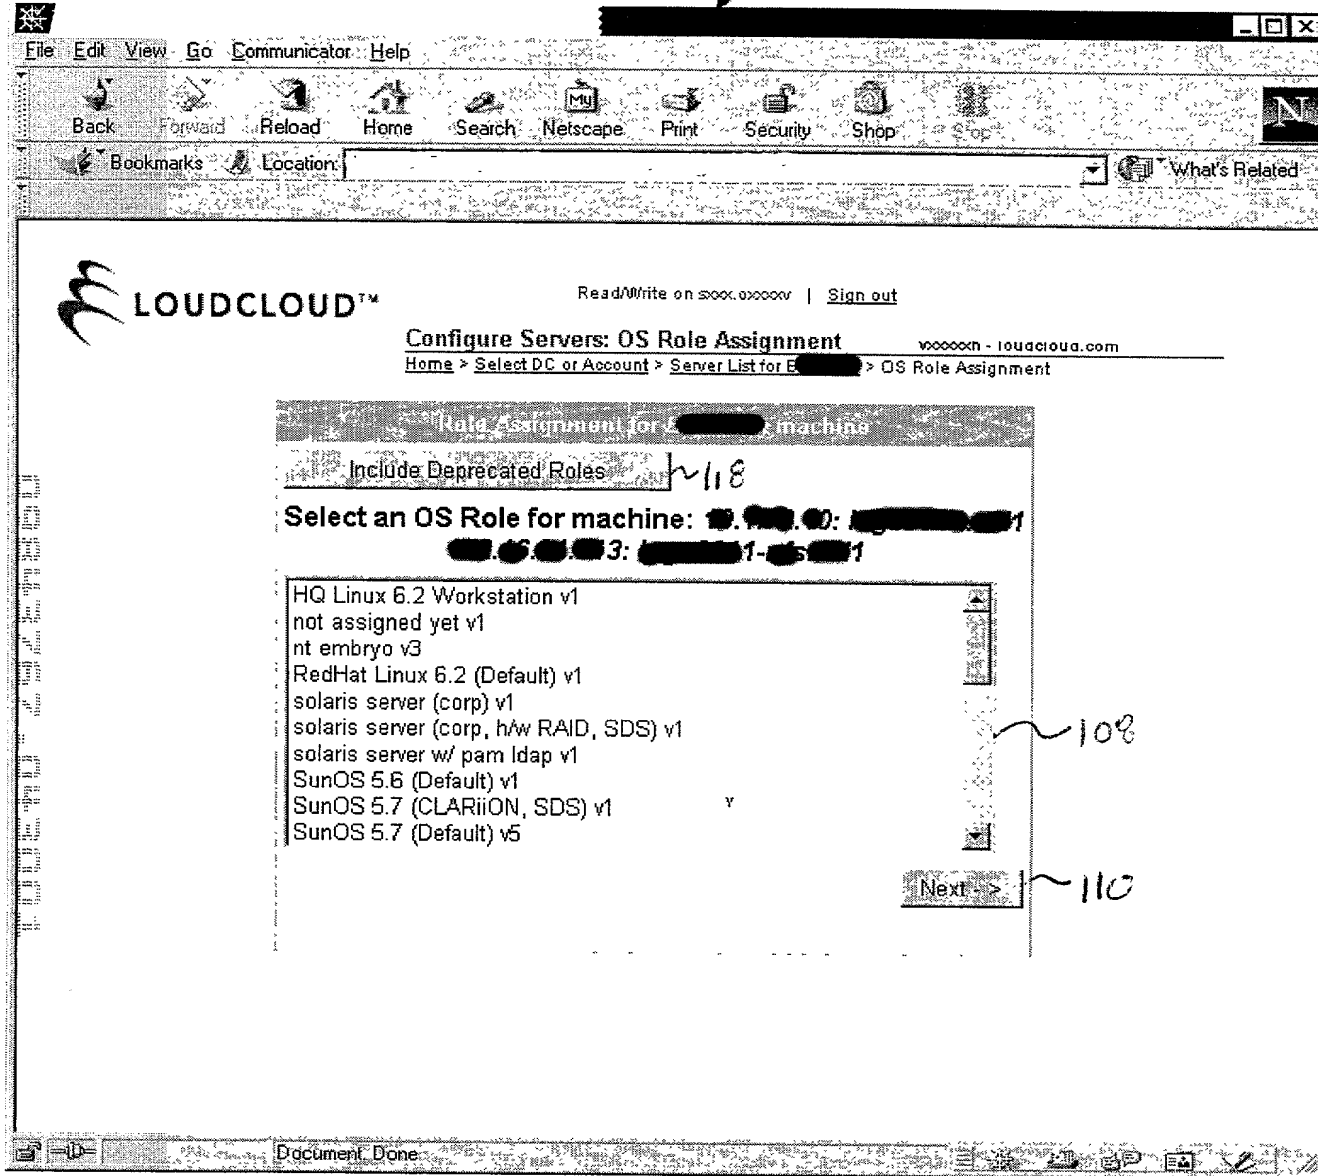 File Edit View Go Communicator Help
Back Forward Reload Home Search Netscape Print Security Shop Stop
My
N
Bookmarks Location: What's Related
LOUDCLOUD™
Read/Write on | Sign out
Configure Servers: OS Role Assignment
- loudcloud.com
Home > Select DC or Account > Server List for > OS Role Assignment
Role Assignment for machine
Include Deprecated Roles
118
Select an OS Role for machine:
HQ Linux 6.2 Workstation v1
not assigned yet v1
nt embryo v3
RedHat Linux 6.2 (Default) v1
solaris server (corp) v1
solaris server (corp, h/w RAID, SDS) v1
108
solaris server w/ pam ldap v1
SunOS 5.6 (Default) v1
SunOS 5.7 (CLARiiON, SDS) v1
SunOS 5.7 (Default) v5
Next - >
110
Document: Done